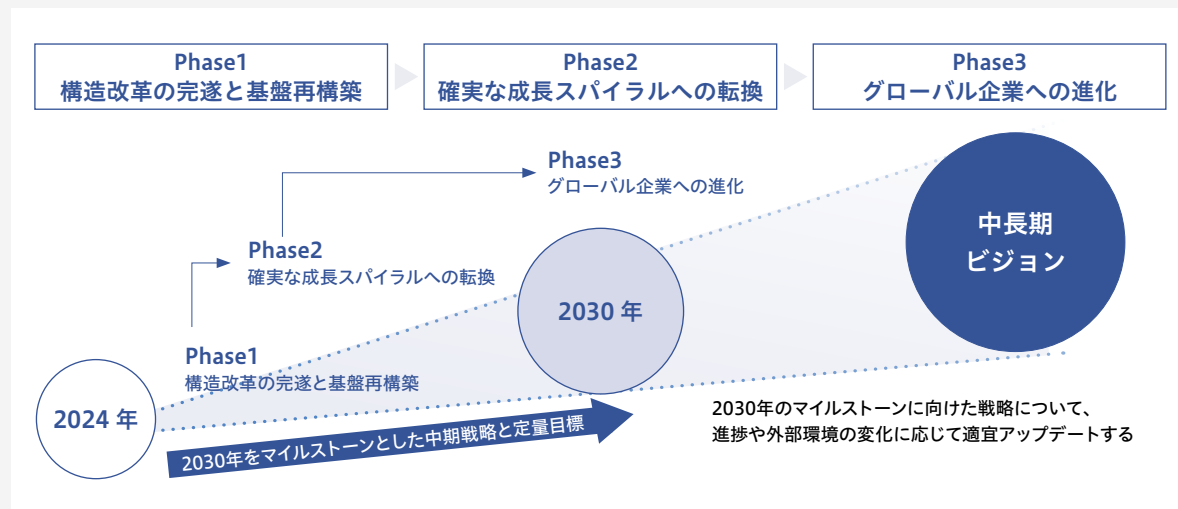 Phase1
構造改革の完遂と基盤再構築
Phase2
確実な成長スパイラルへの転換
Phase3
グローバル企業への進化
Phase3
グローバル企業への進化
中長期
ビジョン
Phase2
確実な成長スパイラルへの転換
2030 年
Phase1
構造改革の完遂と基盤再構築
2024 年
2030年をマイルストーンとした中期戦略と定量目標
2030年のマイルストーンに向けた戦略について、
進捗や外部環境の変化に応じて適宜アップデートする